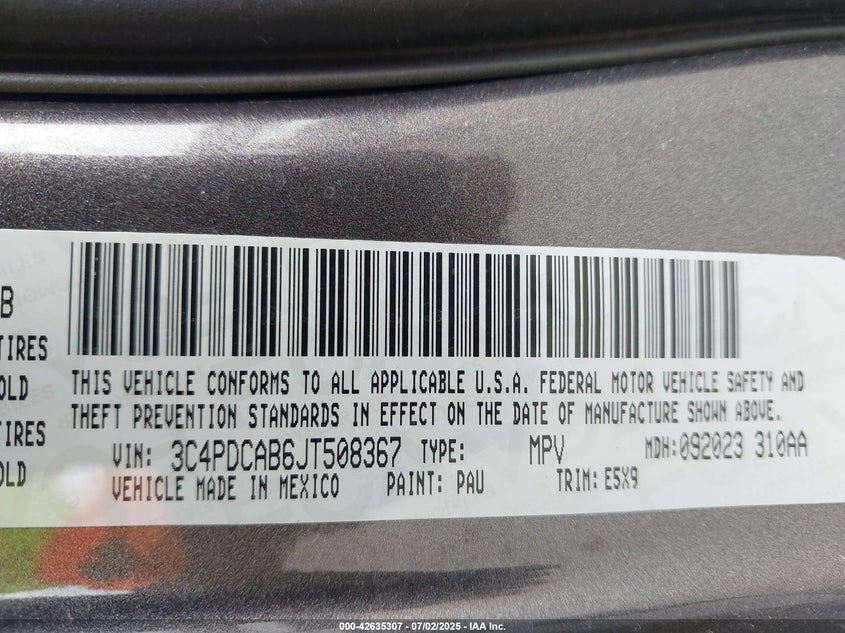 B
TIRES
OLD
TIRES
OLD
THIS VEHICLE CONFORMS TO ALL APPLICABLE U.S.A. FEDERAL MOTOR VEHICLE SAFETY AND
THEFT PREVENTION STANDARDS IN EFFECT ON THE DATE OF MANUFACTURE SHOWN ABOVE.
VIN: 3C4PDCAB6JT508367 TYPE: MPV MDH:092023 310AA
VEHICLE MADE IN MEXICO PAINT: PAU TRIM: E5X9
000-42635307 / 07/02/2025 - IAA Inc.